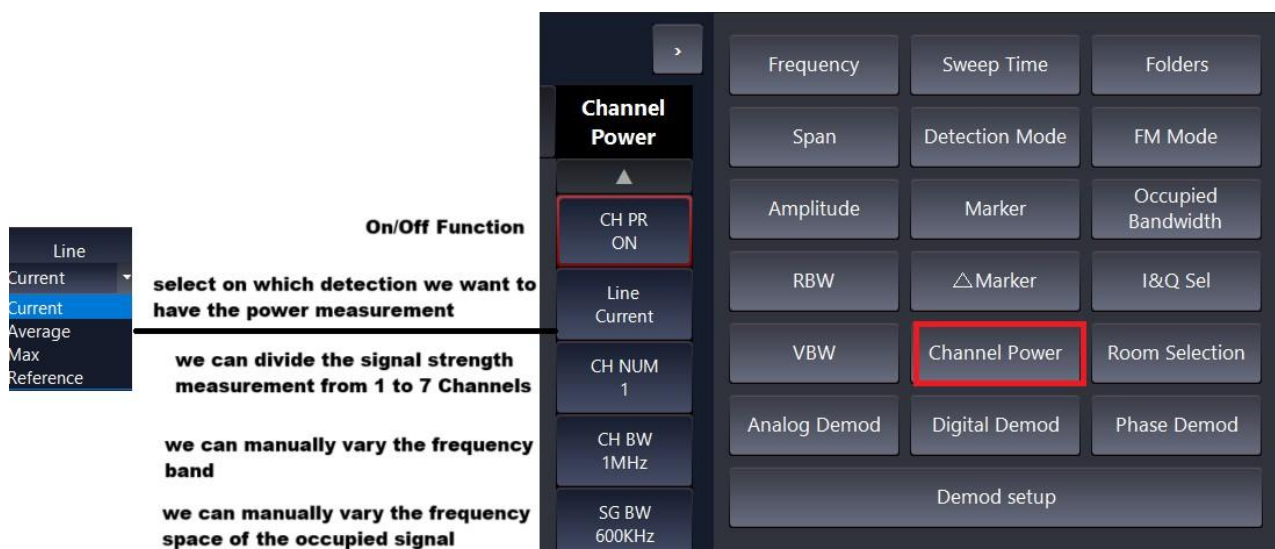 Line
Current
Current
Average
Max
Reference
On/Off Function
select on which detection we want to
have the power measurement
we can divide the signal strength
measurement from 1 to 7 Channels
we can manually vary the frequency
band
we can manually vary the frequency
space of the occupied signal
›
Channel
Power
▲
CH PR
ON
Line
Current
CH NUM
1
CH BW
1MHz
SG BW
600KHz
Frequency
Sweep Time
Folders
Span
Detection Mode
FM Mode
Amplitude
Marker
Occupied
Bandwidth
RBW
△Marker
I&Q Sel
VBW
Channel Power
Room Selection
Analog Demod
Digital Demod
Phase Demod
Demod setup